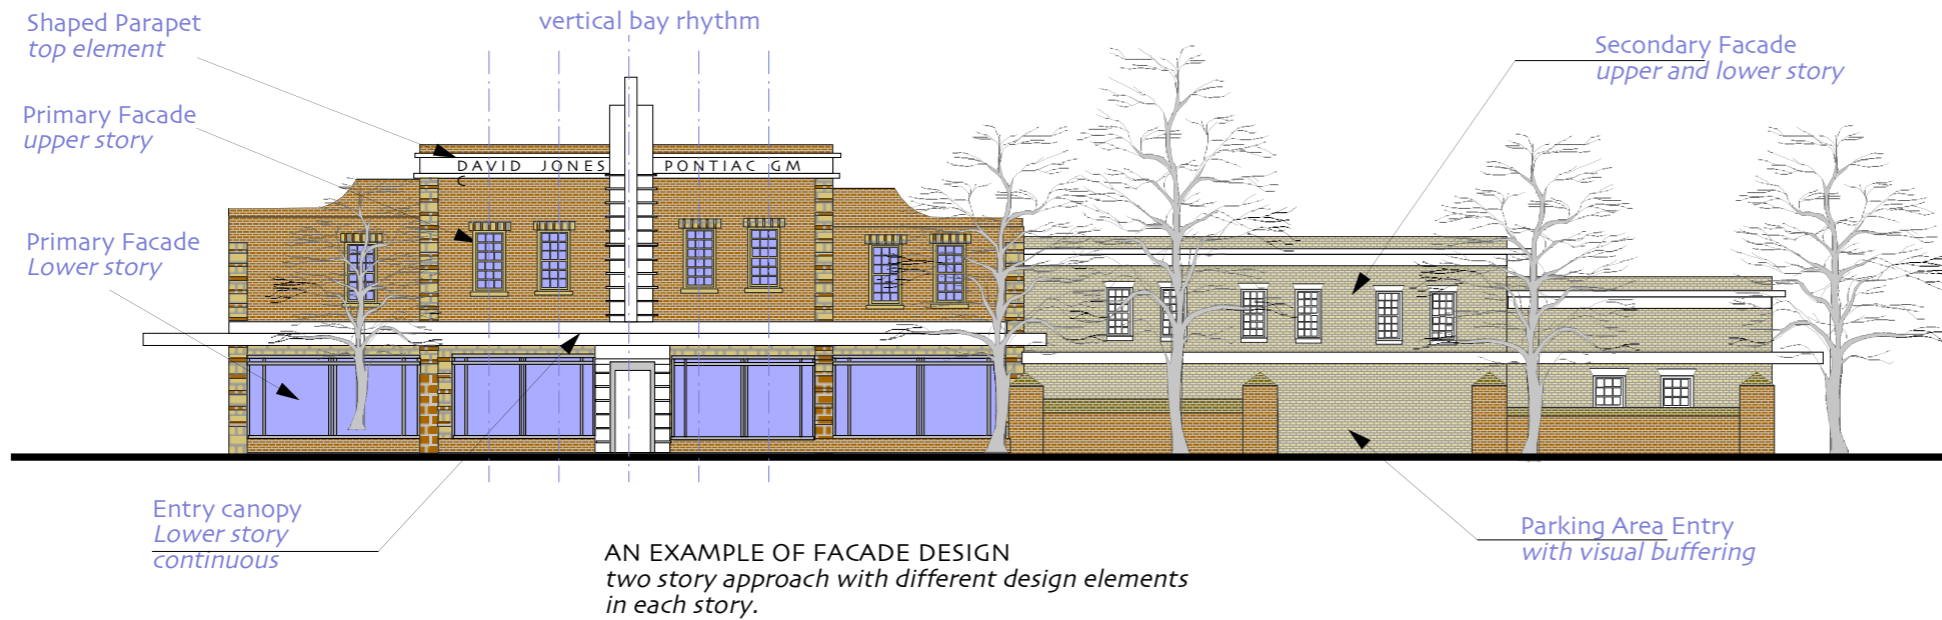 Shaped Parapet
top element
vertical bay rhythm
Secondary Facade
upper and lower story
Primary Facade
upper story
DAVID JONES PONTIAC GM
C
Primary Facade
Lower story
Entry canopy
Lower story
continuous
Parking Area Entry
with visual buffering
AN EXAMPLE OF FACADE DESIGN
two story approach with different design elements
in each story.